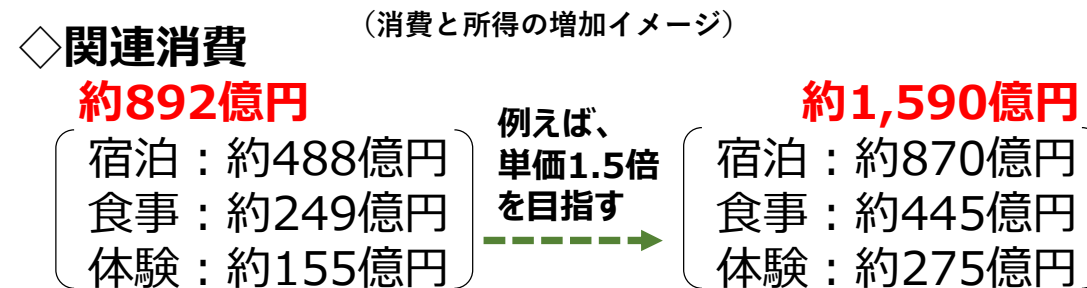 （消費と所得の増加イメージ）
◇関連消費
約892億円
宿泊：約488億円
食事：約249億円
体験：約155億円
例えば、
単価1.5倍
を目指す
約1,590億円
宿泊：約870億円
食事：約445億円
体験：約275億円